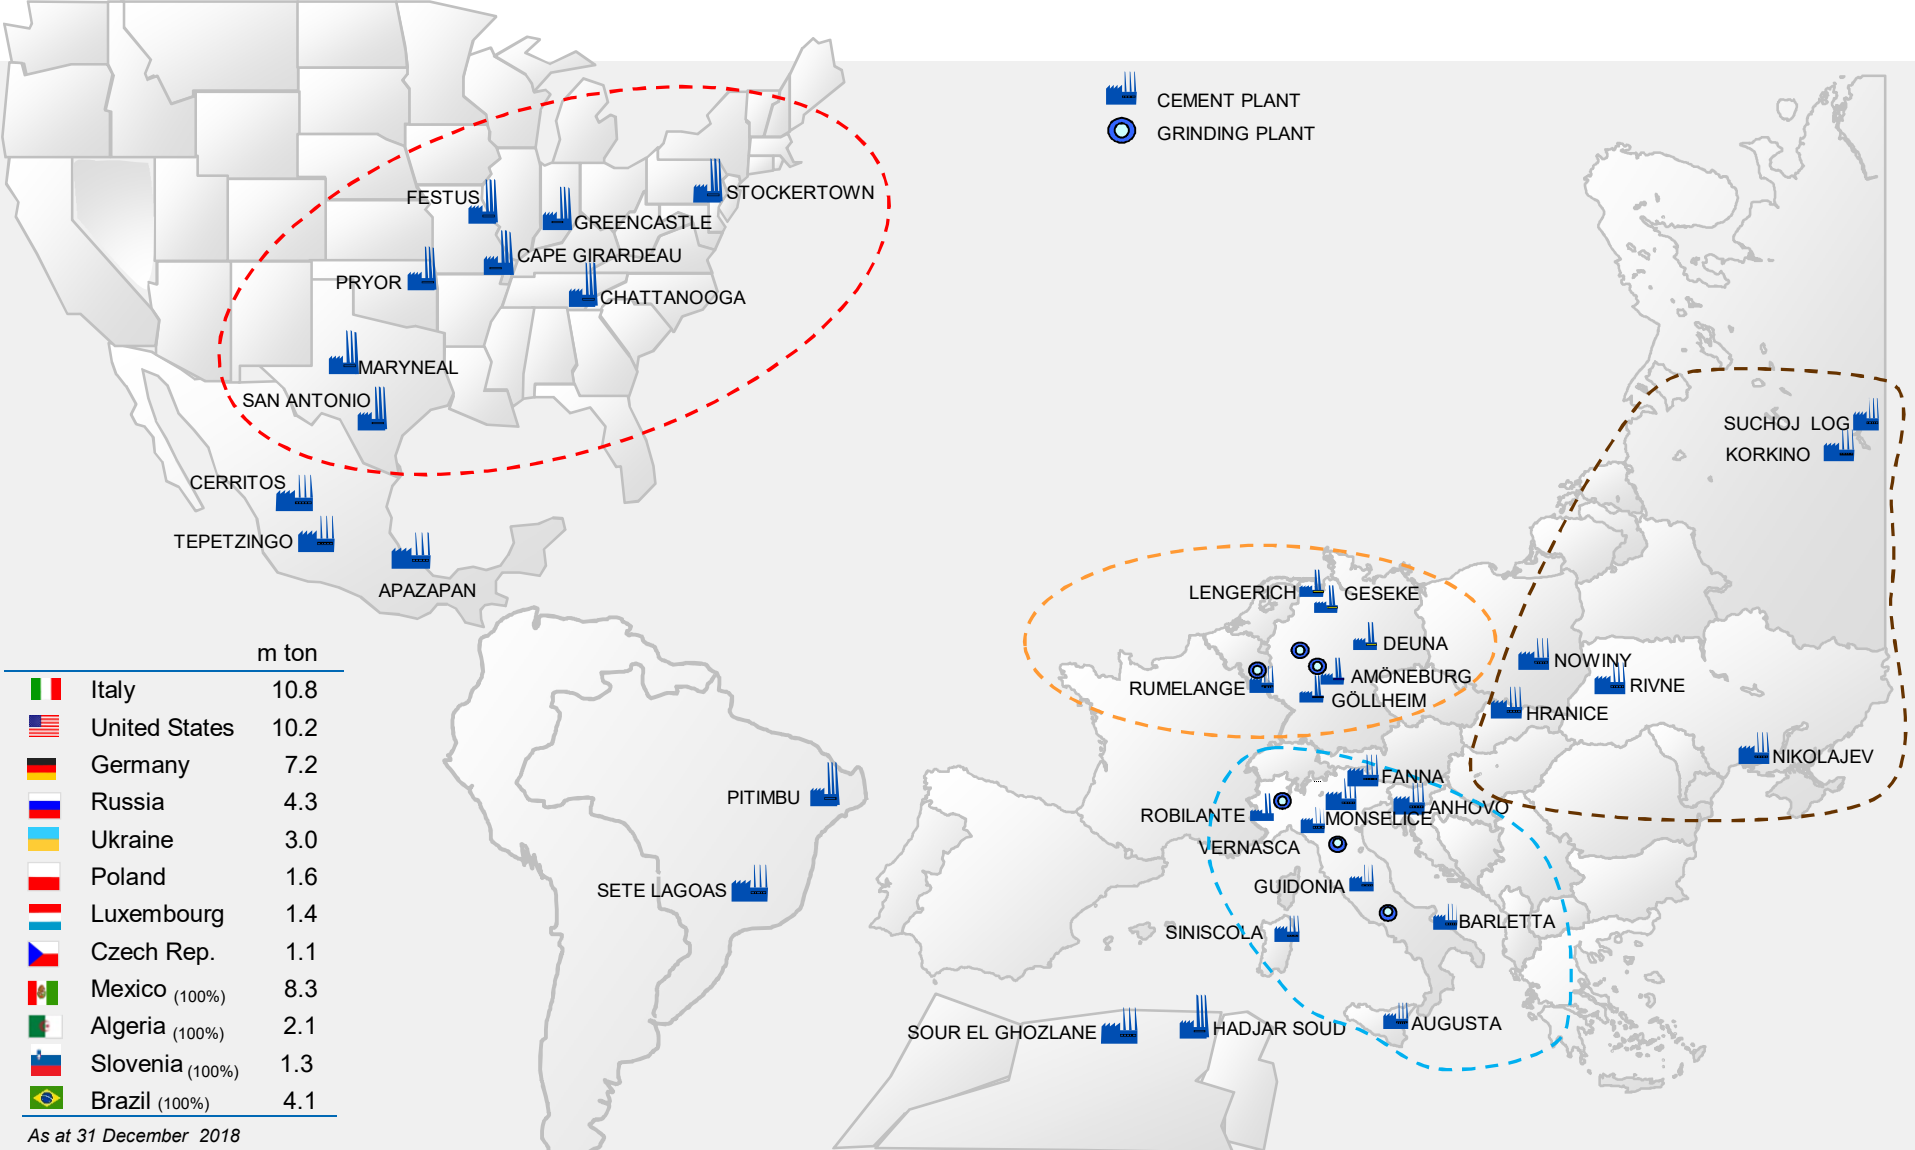 CEMENT PLANT
GRINDING PLANT
FESTUS
STOCKERTOWN
GREENCASTLE
CAPE GIRARDEAU
PRYOR
CHATTANOOGA
MARYNEAL
SAN ANTONIO
CERRITOS
TEPETZINGO
APAZAPAN
SUCHOJ LOG
KORKINO
LENGERICH
GESEKE
DEUNA
AMÖNEBURG
RUMELANGE
GÖLLHEIM
NOWINY
RIVNE
HRANICE
NIKOLAJEV
FANNA
ANHOVO
ROBILANTE
MONSELICE
VERNASCA
GUIDONIA
BARLETTA
SINISCOLA
AUGUSTA
PITIMBU
SETE LAGOAS
SOUR EL GHOZLANE
HADJAR SOUD
m ton
Italy 10.8
United States 10.2
Germany 7.2
Russia 4.3
Ukraine 3.0
Poland 1.6
Luxembourg 1.4
Czech Rep. 1.1
Mexico (100%) 8.3
Algeria (100%) 2.1
Slovenia (100%) 1.3
Brazil (100%) 4.1
As at 31 December 2018